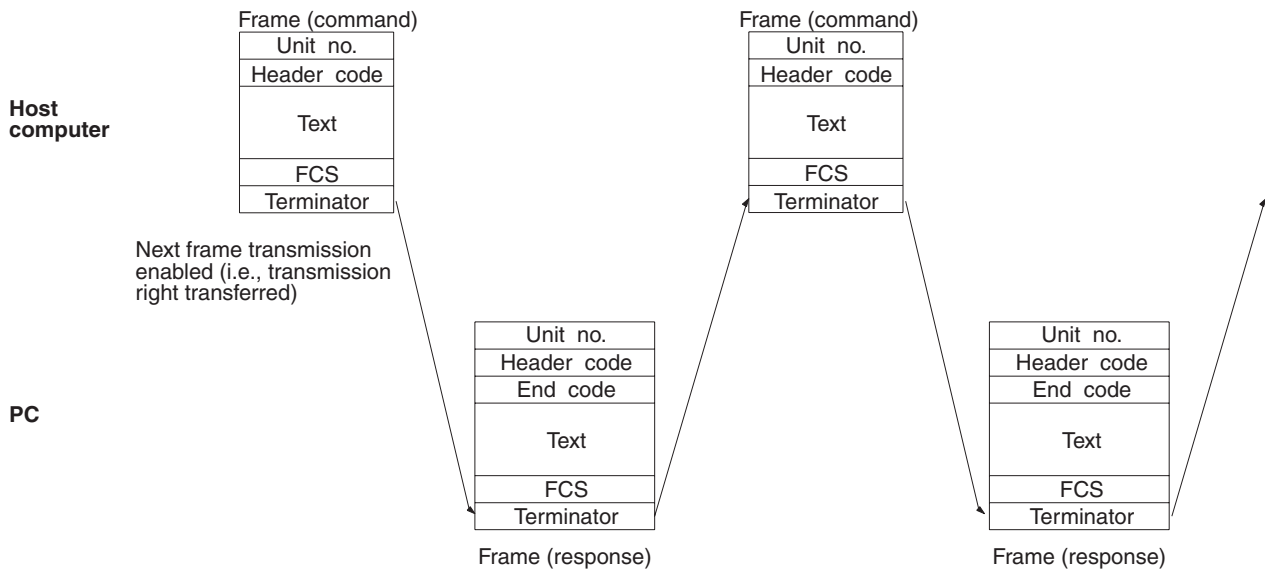 Frame (command)
Unit no.
Header code
Text
FCS
Terminator
Frame (command)
Unit no.
Header code
Text
FCS
Terminator
Host
computer
Next frame transmission
enabled (i.e., transmission
right transferred)
PC
Unit no.
Header code
End code
Text
FCS
Terminator
Frame (response)
Unit no.
Header code
End code
Text
FCS
Terminator
Frame (response)